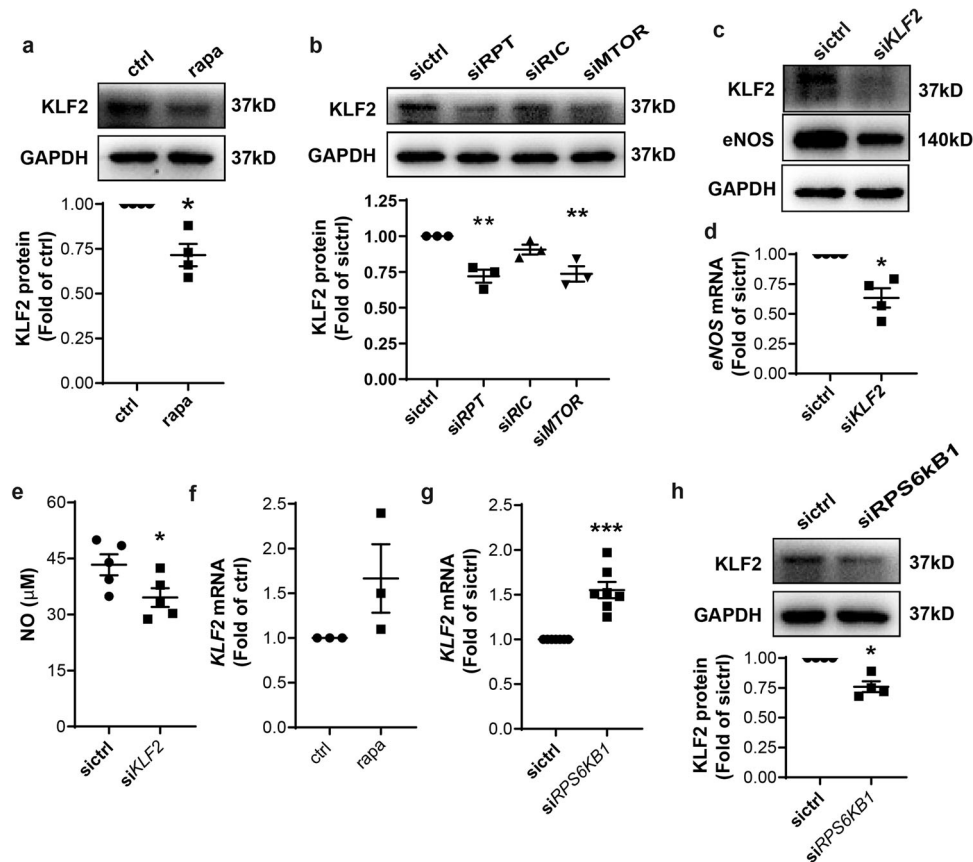 a
ctrl
rapa
KLF2
37kD
GAPDH
37kD
KLF2 protein
(Fold of ctrl)
1.00
0.75
0.50
0.25
0.00
*
ctrl
rapa
b
sictrl
siRPT
siRIC
siMTOR
KLF2
37kD
GAPDH
37kD
KLF2 protein
(Fold of sictrl)
1.25
1.00
0.75
0.50
0.25
0.00
**
**
sictrl
siRPT
siRIC
siMTOR
c
sictrl
siKLF2
KLF2
37kD
eNOS
140kD
GAPDH
37kD
d
eNOS mRNA
(Fold of sictrl)
1.00
0.75
0.50
0.25
0.00
*
sictrl
siKLF2
e
NO (μM)
60
45
30
15
0
*
sictrl
siKLF2
f
KLF2 mRNA
(Fold of ctrl)
2.5
2.0
1.5
1.0
0.5
0.0
ctrl
rapa
g
KLF2 mRNA
(Fold of sictrl)
2.5
2.0
1.5
1.0
0.5
0.0
***
sictrl
siRPS6KB1
h
sictrl
siRPS6kB1
KLF2
37kD
GAPDH
37kD
KLF2 protein
(Fold of sictrl)
1.00
0.75
0.50
0.25
0.00
*
sictrl
siRPS6KB1